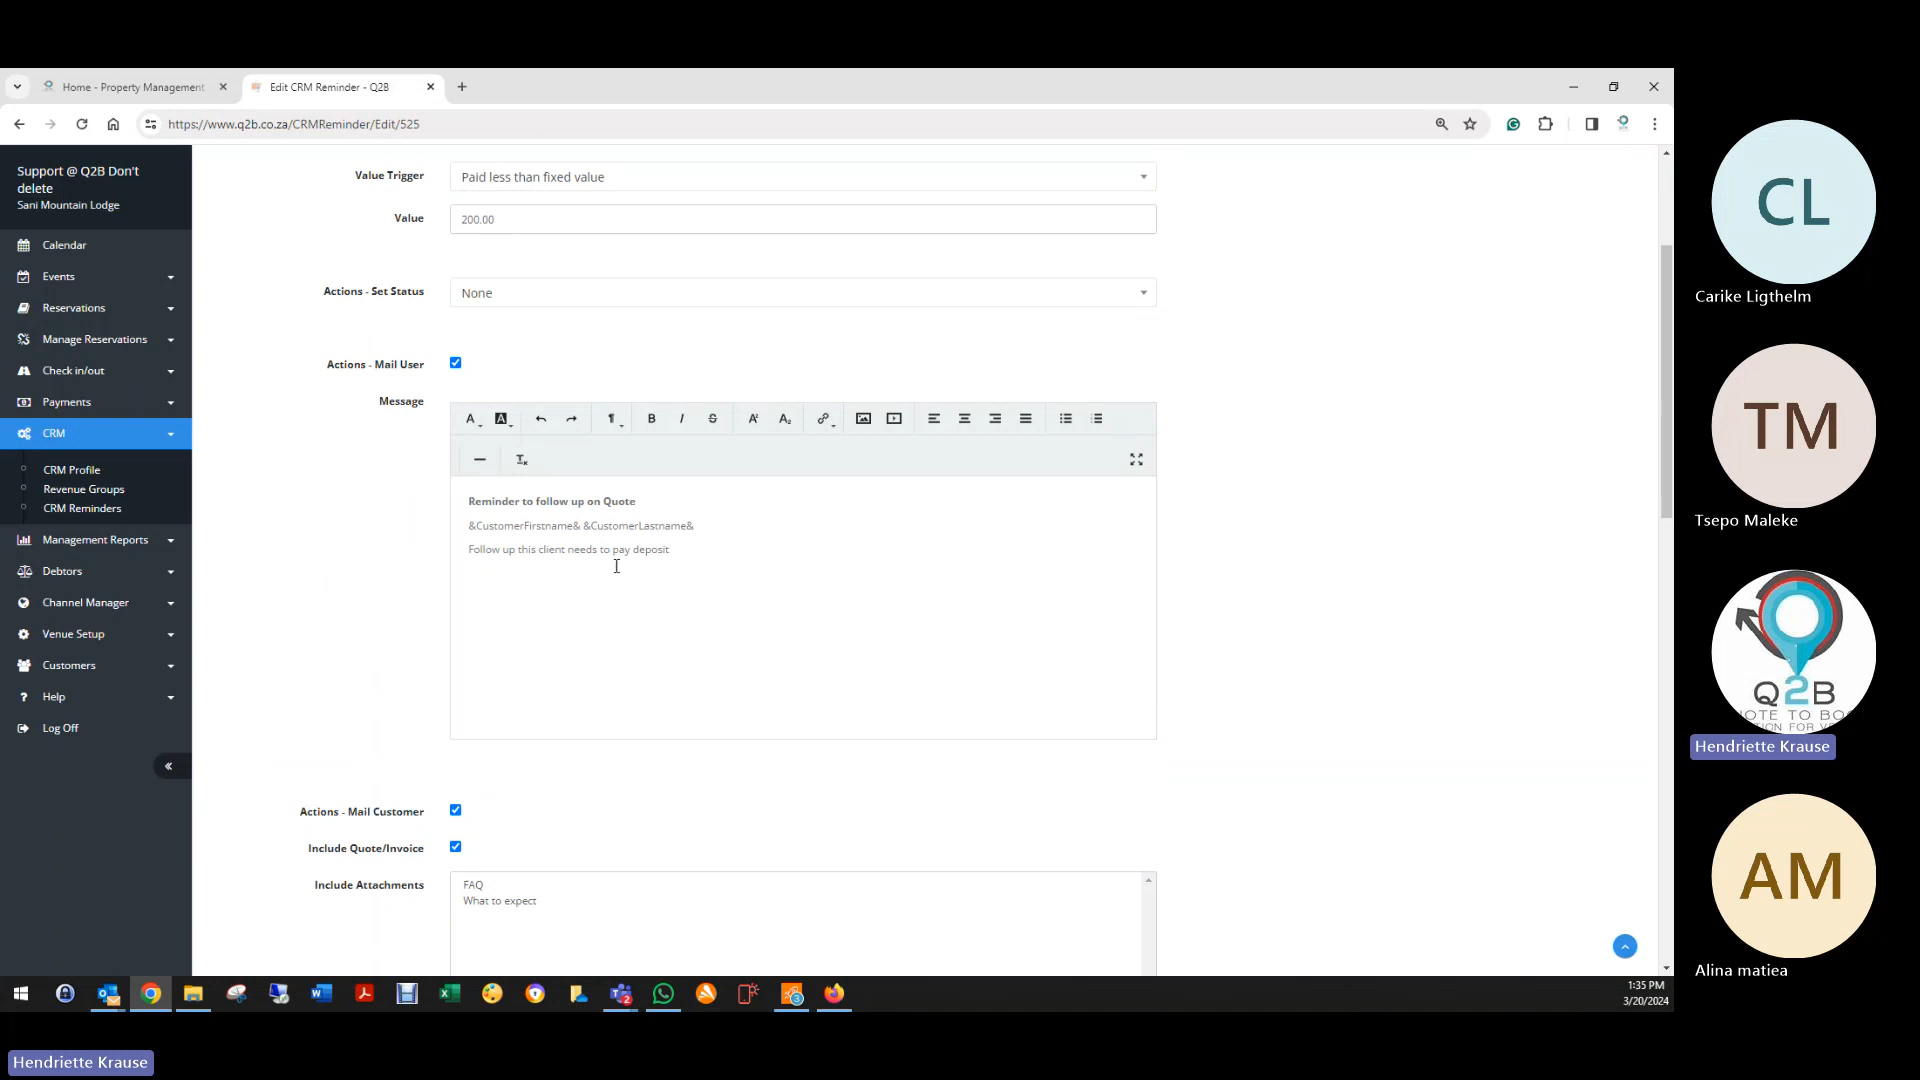 Home - Property Management
Edit CRM Reminder - Q2B
https://www.q2b.co.za/CRMReminder/Edit/525
Support @ Q2B Don't
delete
Sani Mountain Lodge
Calendar
Events
Reservations
Manage Reservations
Check in/out
Payments
CRM
CRM Profile
Revenue Groups
CRM Reminders
Management Reports
Debtors
Channel Manager
Venue Setup
Customers
Help
Log Off
Value Trigger
Paid less than fixed value
Value
200.00
Actions - Set Status
None
Actions - Mail User
Message
Reminder to follow up on Quote
&CustomerFirstname& &CustomerLastname&
Follow up this client needs to pay deposit
Actions - Mail Customer
Include Quote/Invoice
Include Attachments
FAQ
What to expect
1:35 PM
3/20/2024
CL
Carike Ligthelm
TM
Tsepo Maleke
Q2B
Hendriette Krause
AM
Alina matiea
Hendriette Krause